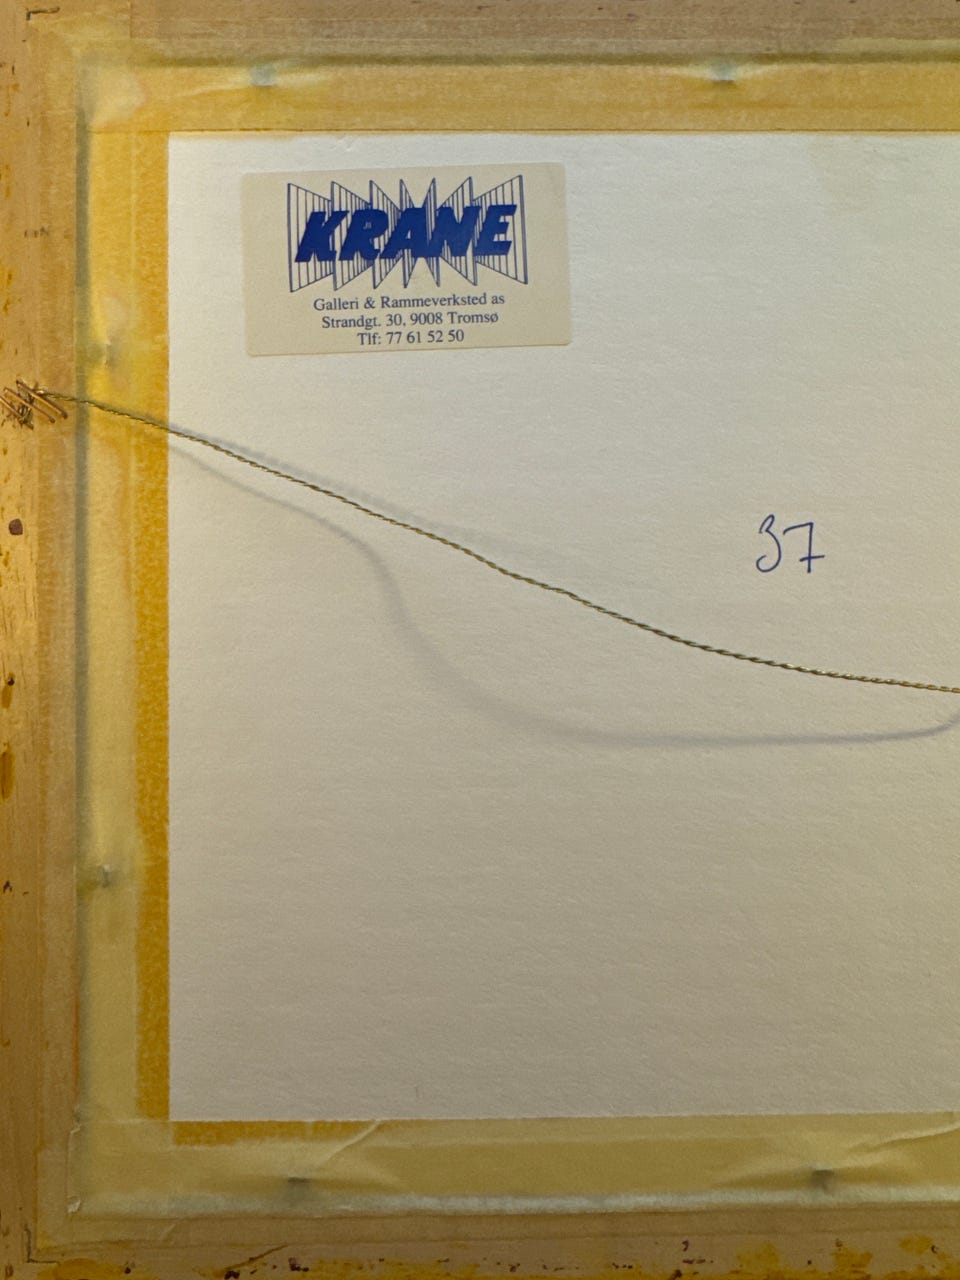 KRANE
Galleri & Rammeverksted as
Strandgt. 30, 9008 Tromsø
Tlf: 77 61 52 50
37